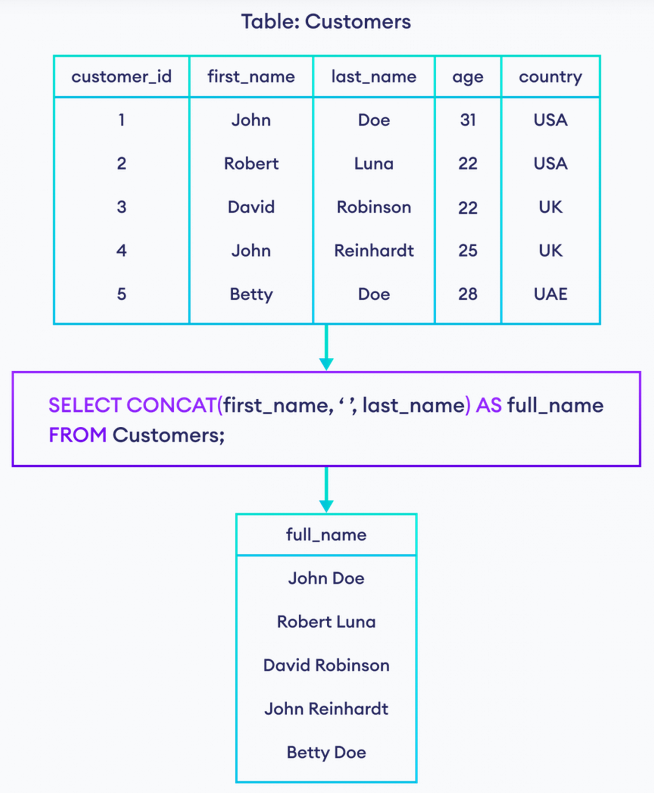 Table: Customers
customer_id first_name last_name age country
1 John Doe 31 USA
2 Robert Luna 22 USA
3 David Robinson 22 UK
4 John Reinhardt 25 UK
5 Betty Doe 28 UAE
SELECT CONCAT(first_name, ‘ ’, last_name) AS full_name
FROM Customers;
full_name
John Doe
Robert Luna
David Robinson
John Reinhardt
Betty Doe